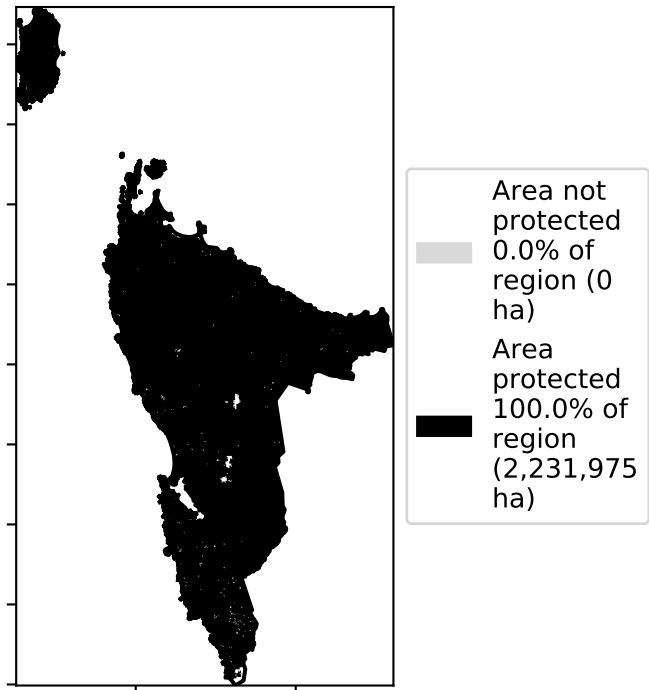 Area not
protected
0.0% of
region (0
ha)
Area
protected
100.0% of
region
(2,231,975
ha)